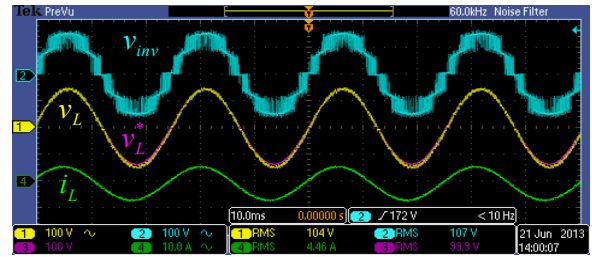 Tek PreVu 60.0kHz Noise Filter
v_inv
2
v_L
1
v_L^*
4
i_L
10.0ms 0.00000 s 2 ∕ 172 V < 10 Hz
1 100 V ∿ 2 100 V ∿ 1 RMS 104 V 2 RMS 107 V 21 Jun 2013
3 100 V 4 10.0 A ∿ 4 RMS 4.46 A 3 RMS 99.9 V 14:00:07